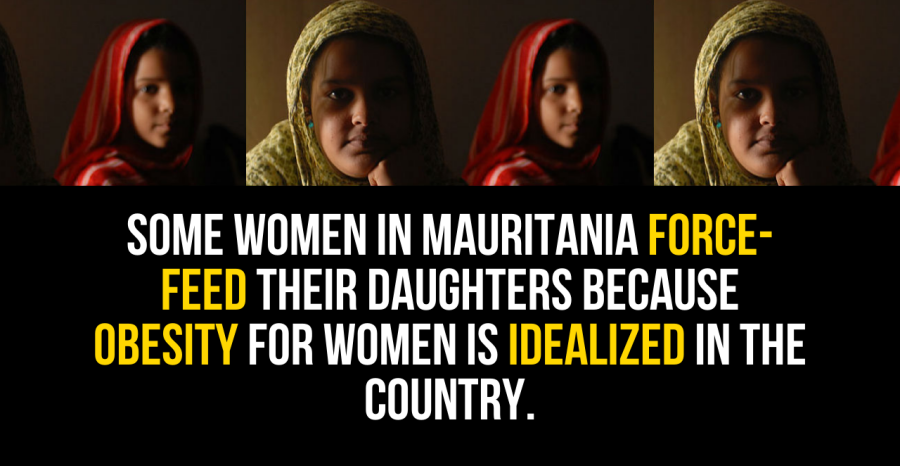 SOME WOMEN IN MAURITANIA FORCE-
FEED THEIR DAUGHTERS BECAUSE
OBESITY FOR WOMEN IS IDEALIZED IN THE
COUNTRY.